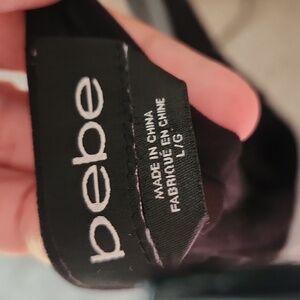 bebe
MADE IN CHINA
FABRIQUÉ EN CHINE
L/G